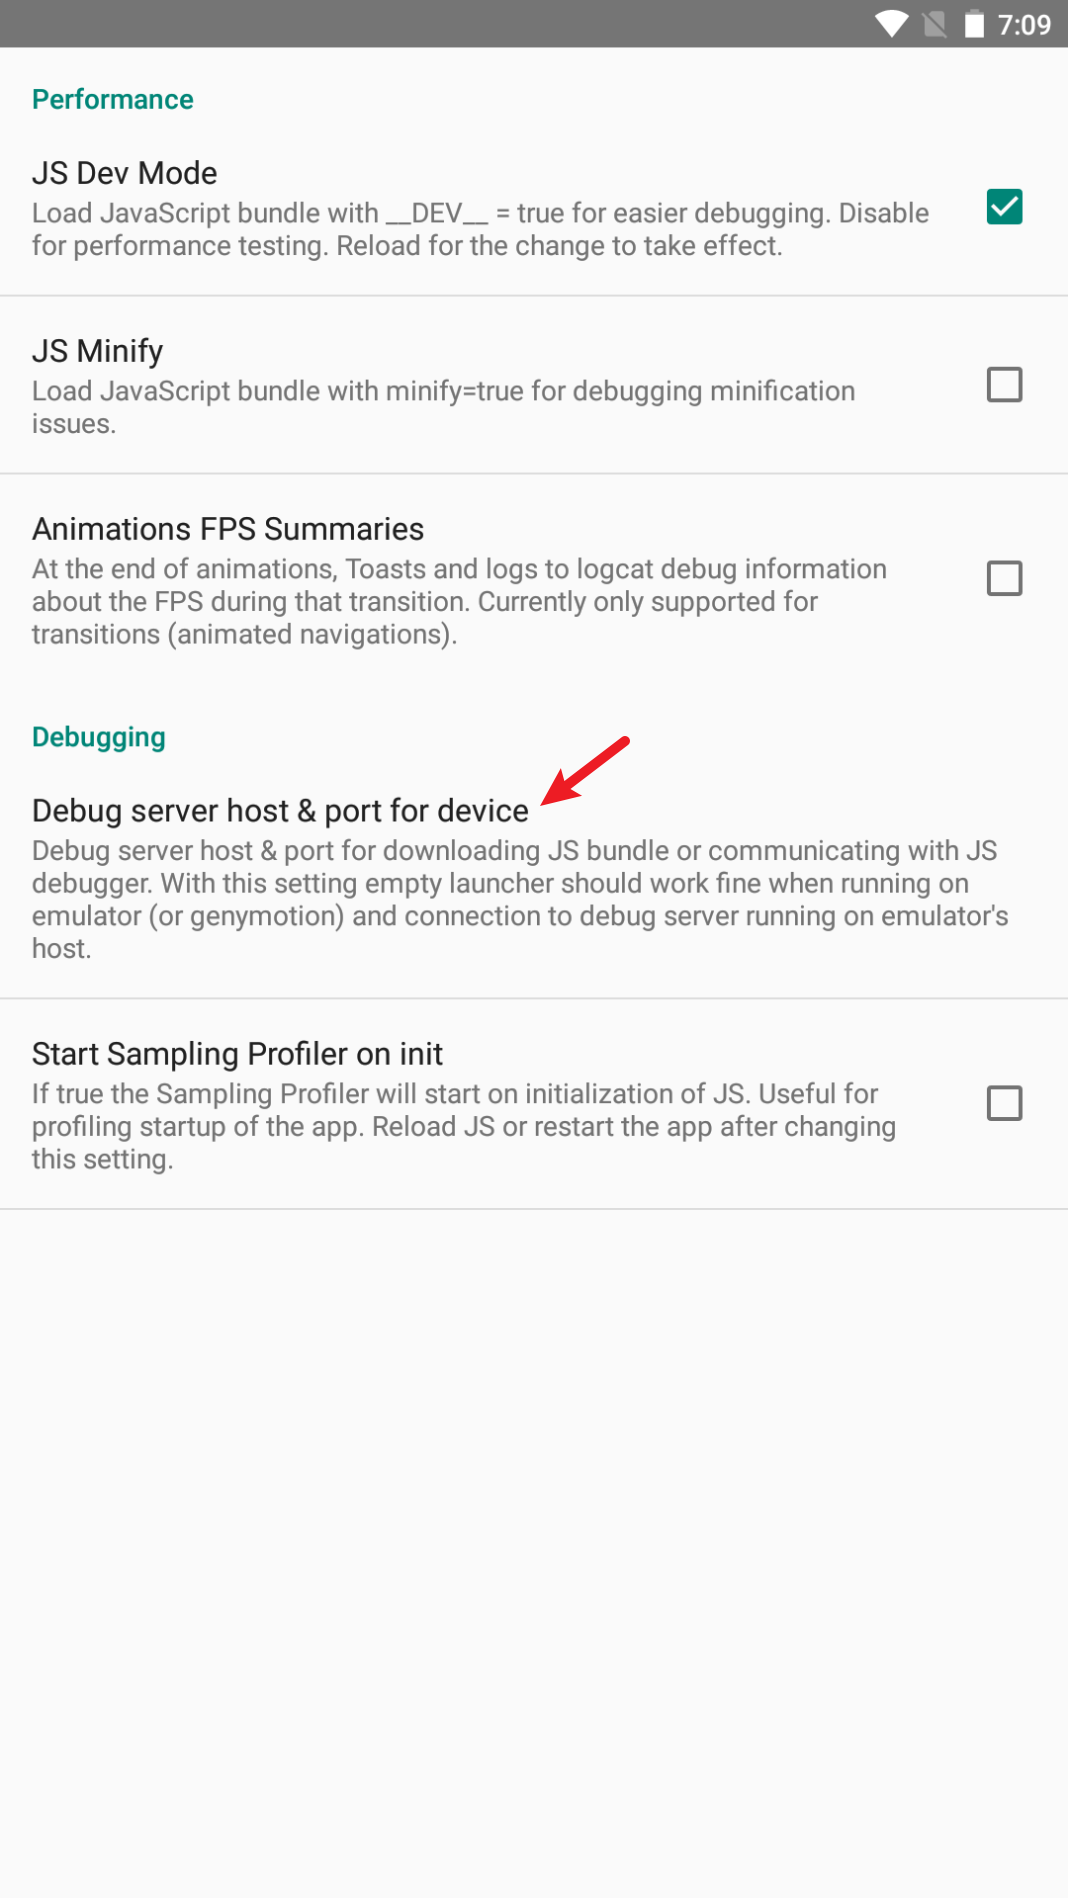 7:09
Performance
JS Dev Mode
Load JavaScript bundle with __DEV__ = true for easier debugging. Disable
for performance testing. Reload for the change to take effect.
JS Minify
Load JavaScript bundle with minify=true for debugging minification
issues.
Animations FPS Summaries
At the end of animations, Toasts and logs to logcat debug information
about the FPS during that transition. Currently only supported for
transitions (animated navigations).
Debugging
Debug server host & port for device
Debug server host & port for downloading JS bundle or communicating with JS
debugger. With this setting empty launcher should work fine when running on
emulator (or genymotion) and connection to debug server running on emulator's
host.
Start Sampling Profiler on init
If true the Sampling Profiler will start on initialization of JS. Useful for
profiling startup of the app. Reload JS or restart the app after changing
this setting.